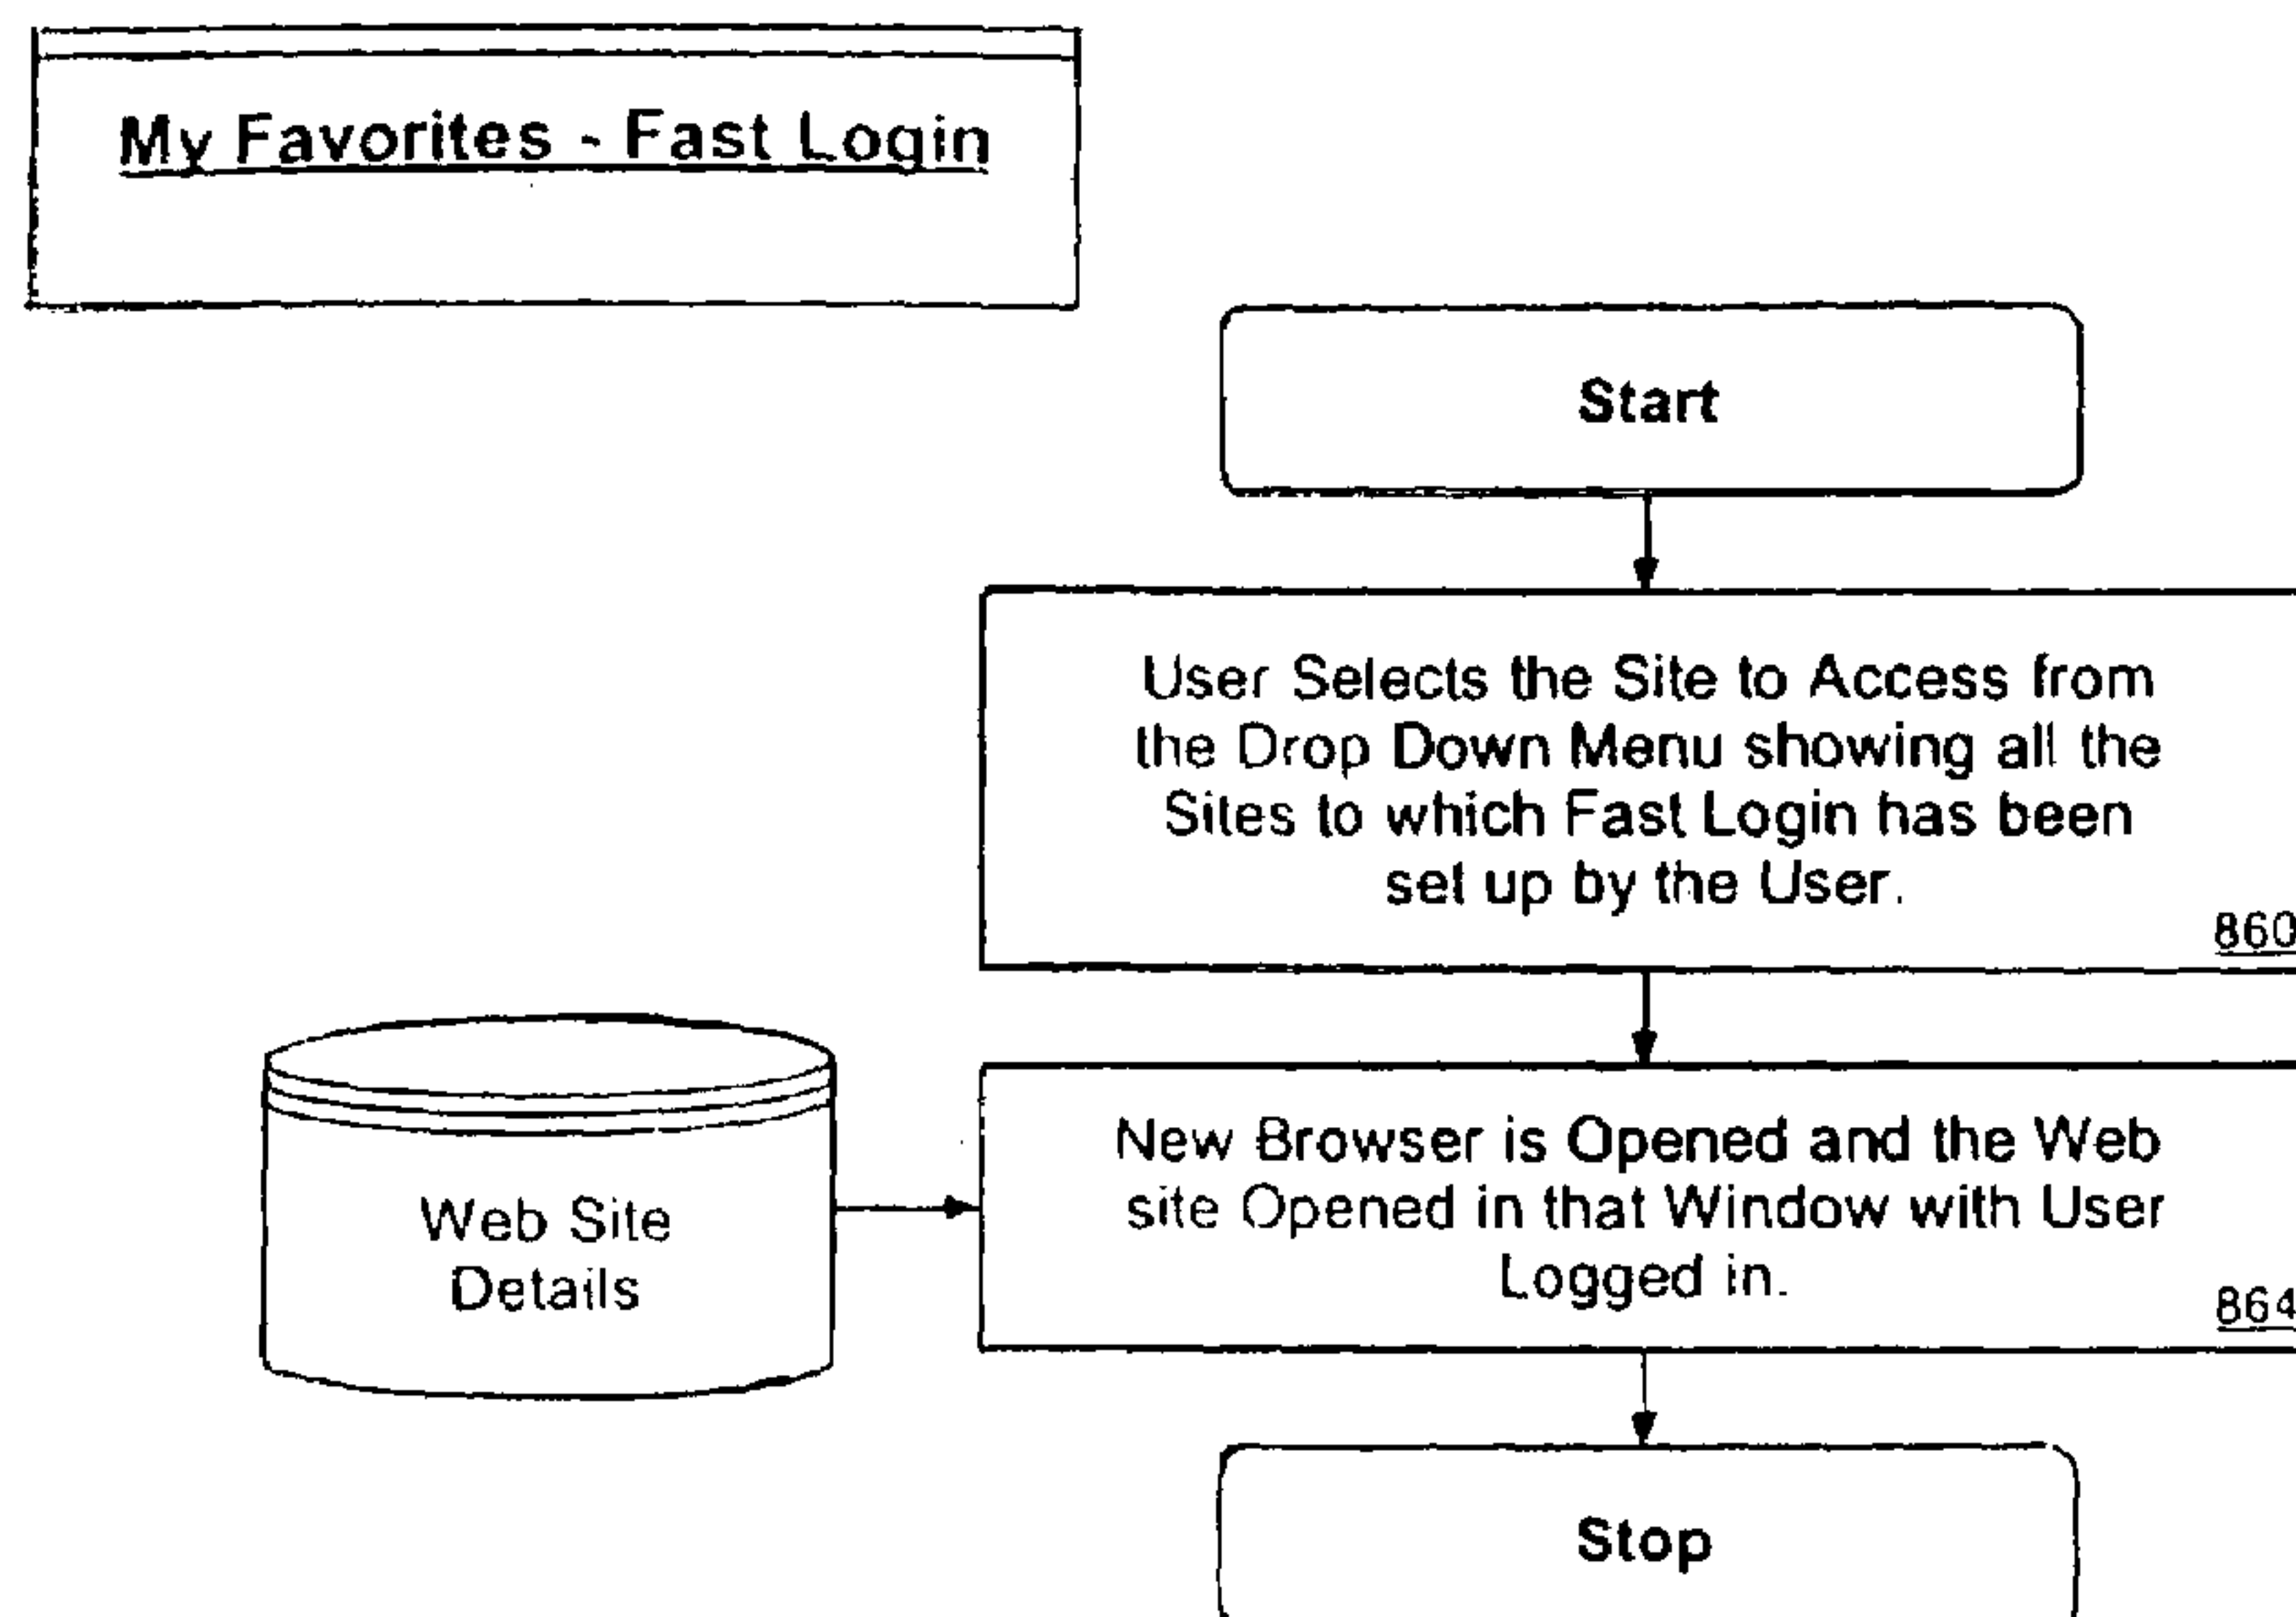 My Favorites - Fast Login
Start
User Selects the Site to Access from
the Drop Down Menu showing all the
Sites to which Fast Login has been
set up by the User.
860
Web Site
Details
New Browser is Opened and the Web
site Opened in that Window with User
Logged in.
864
Stop